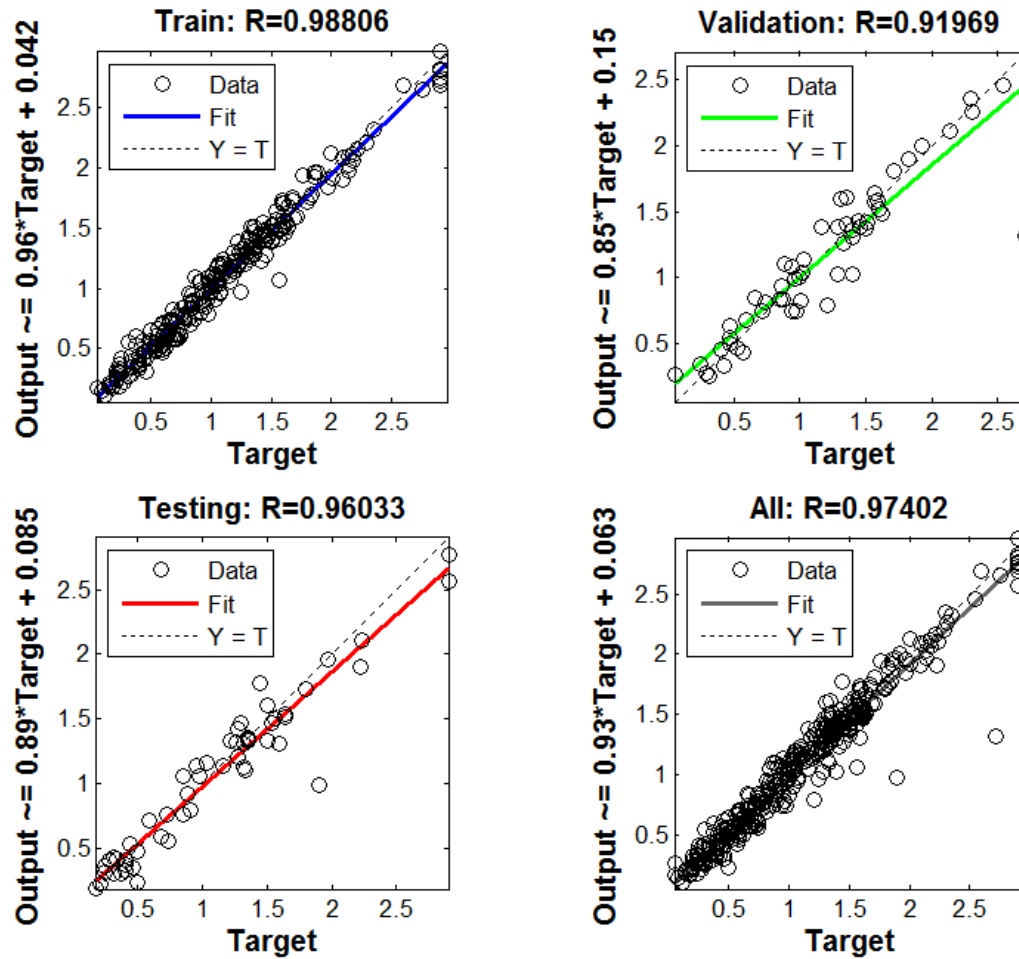 Train: R=0.98806
Output ~= 0.96*Target + 0.042
Data
Fit
Y = T
2.5
2
1.5
1
0.5
0.5 1 1.5 2 2.5
Target
Validation: R=0.91969
Output ~= 0.85*Target + 0.15
Data
Fit
Y = T
2.5
2
1.5
1
0.5
0.5 1 1.5 2 2.5
Target
Testing: R=0.96033
Output ~= 0.89*Target + 0.085
Data
Fit
Y = T
2.5
2
1.5
1
0.5
0.5 1 1.5 2 2.5
Target
All: R=0.97402
Output ~= 0.93*Target + 0.063
Data
Fit
Y = T
2.5
2
1.5
1
0.5
0.5 1 1.5 2 2.5
Target